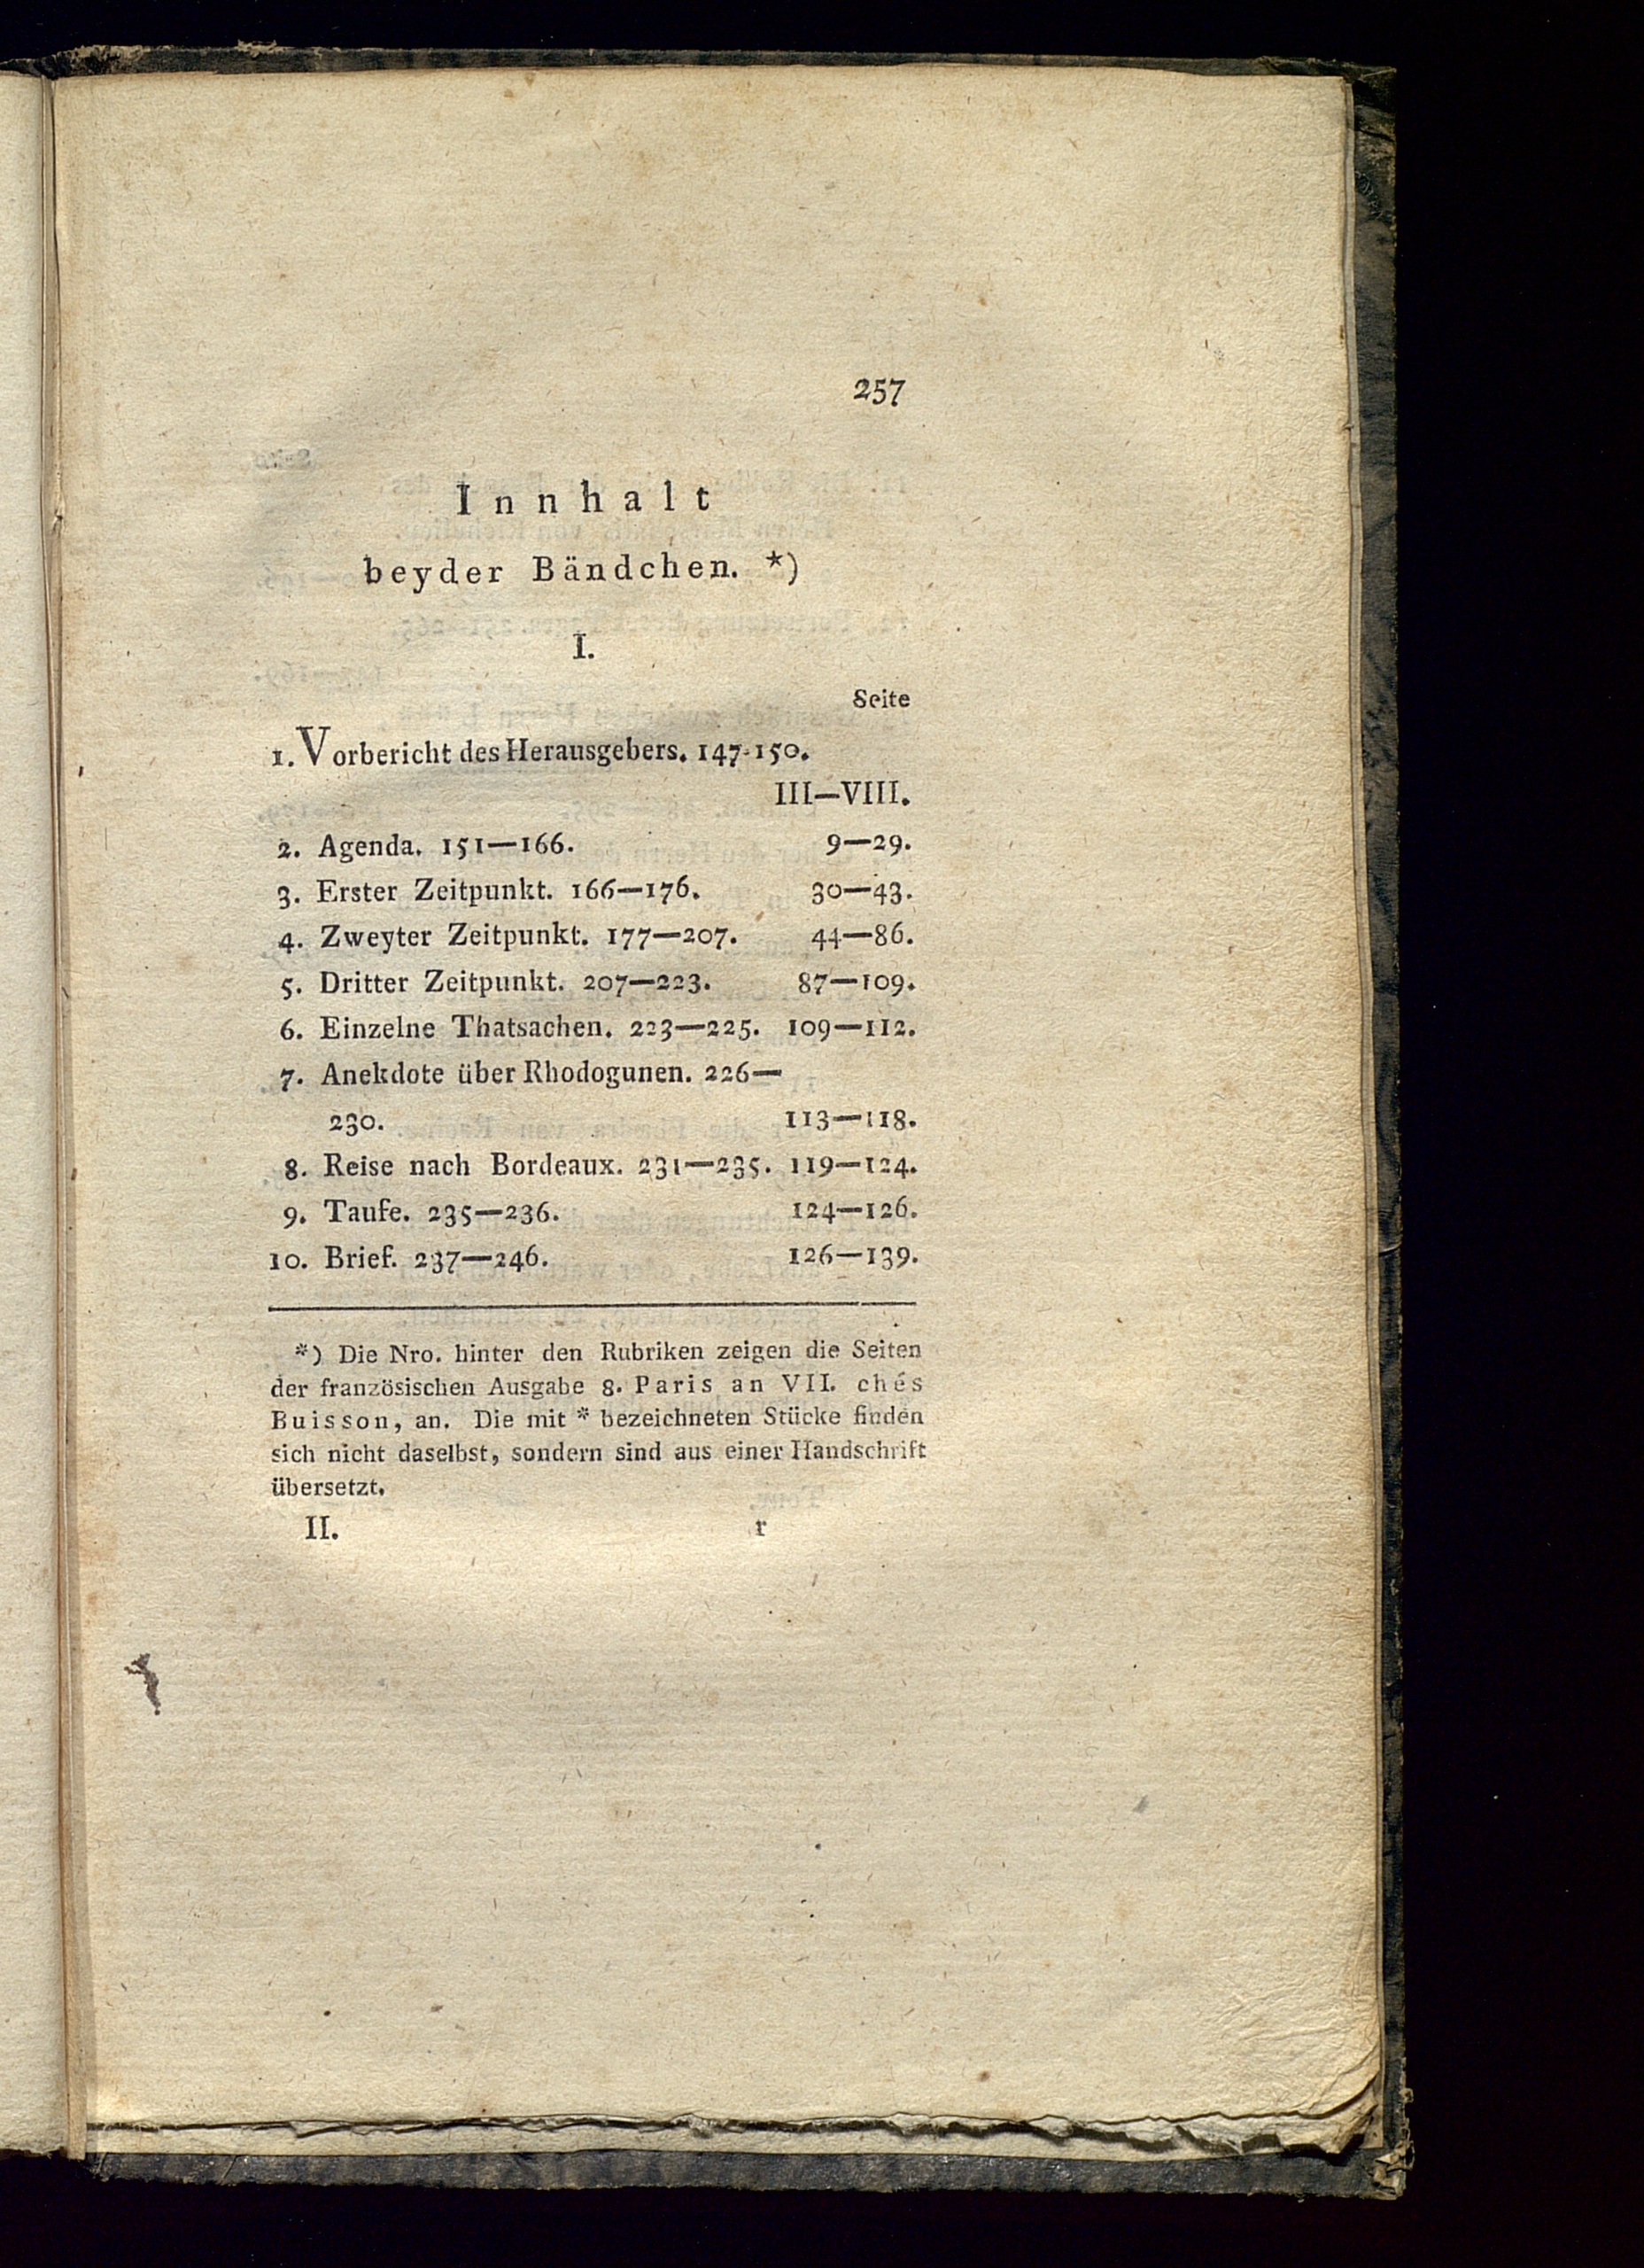 257
Innhalt
beyder Bändchen. *)
I.
Seite
1. Vorbericht des Herausgebers. 147-150.
III—VIII.
2. Agenda. 151—166. 9—29.
3. Erster Zeitpunkt. 166—176. 30—43.
4. Zweyter Zeitpunkt. 177—207. 44—86.
5. Dritter Zeitpunkt. 207—223. 87—109.
6. Einzelne Thatsachen. 223—225. 109—112.
7. Anekdote über Rhodogunen. 226—
230. 113—118.
8. Reise nach Bordeaux. 231—235. 119—124.
9. Taufe. 235—236. 124—126.
10. Brief. 237—246. 126—139.
*) Die Nro. hinter den Rubriken zeigen die Seiten
der französischen Ausgabe 8. Paris an VII. chés
Buisson, an. Die mit * bezeichneten Stücke finden
sich nicht daselbst, sondern sind aus einer Handschrift
übersetzt.
II. r